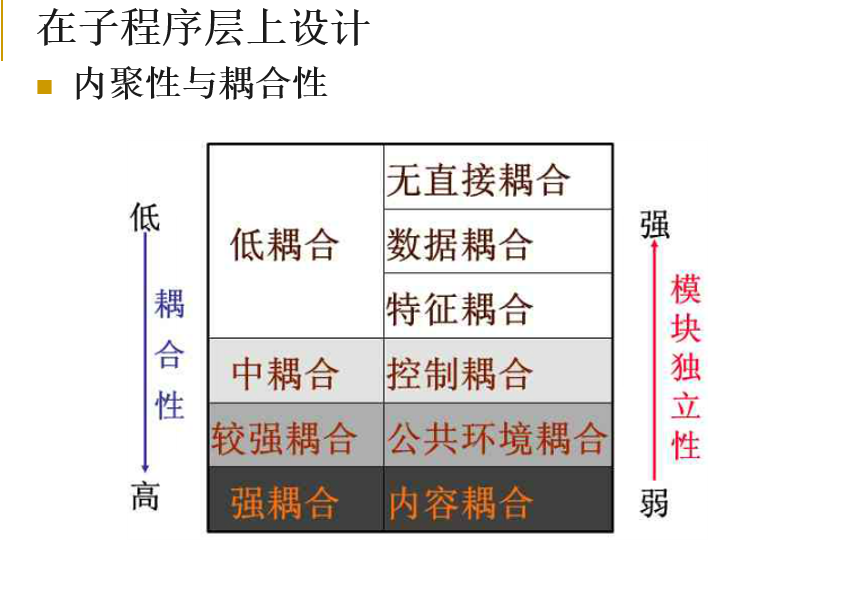 在子程序层上设计
内聚性与耦合性
低
耦合性
高
低耦合
无直接耦合
数据耦合
特征耦合
中耦合
控制耦合
较强耦合
公共环境耦合
强耦合
内容耦合
强
模块独立性
弱